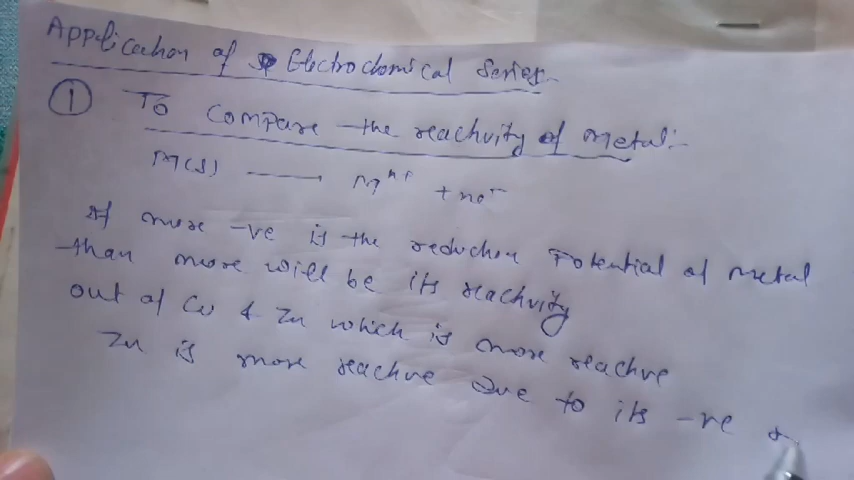 Application of Electrochemical Series
① To compare the reactivity of metal:-
M(s) ⟶ Mⁿ⁺ + ne⁻
If more -ve is the reduction Potential of metal
than more will be its reactivity
out of Cu & Zn which is more reactive
Zn is more reactive due to its -ve